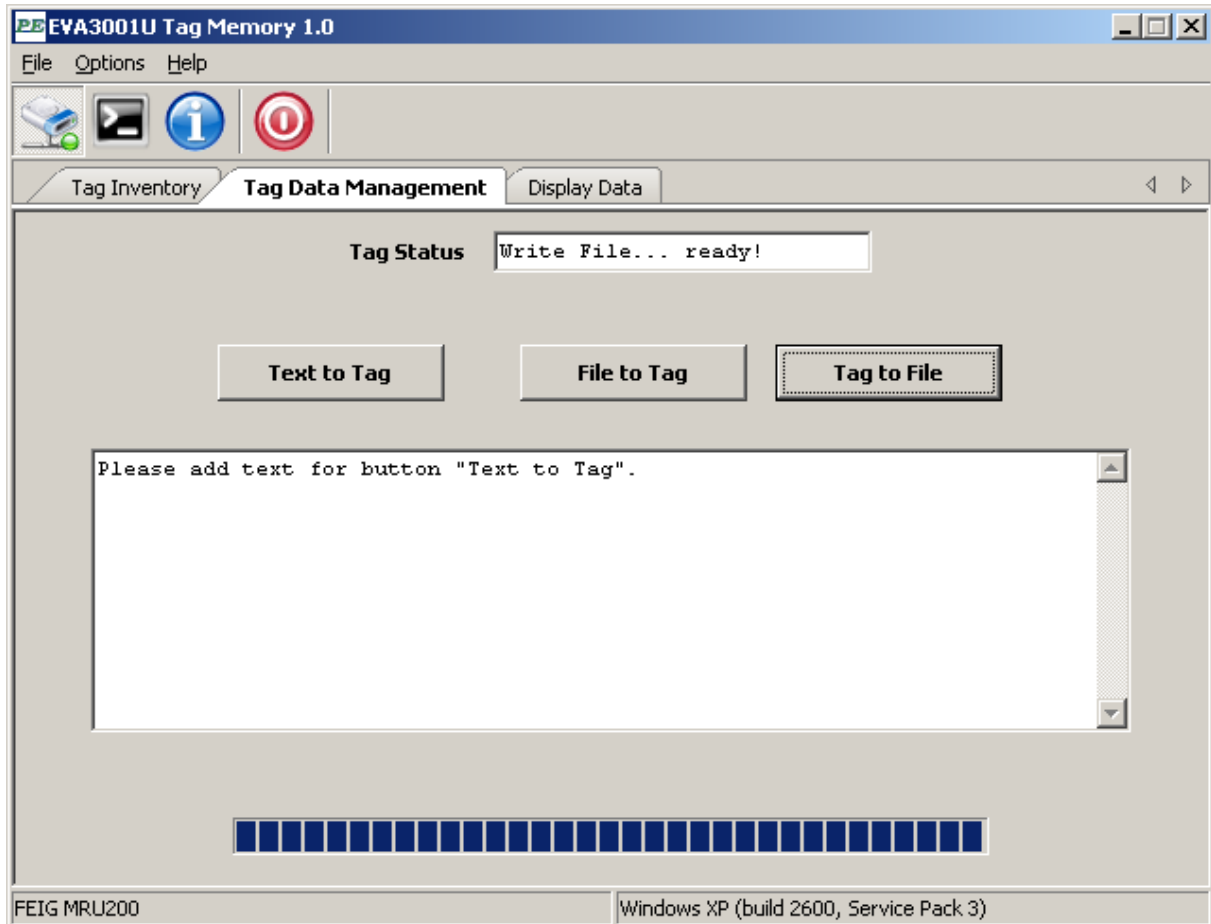 PE EVA3001U Tag Memory 1.0
File Options Help
Tag Inventory Tag Data Management Display Data
Tag Status Write File... ready!
Text to Tag File to Tag Tag to File
Please add text for button "Text to Tag".
FEIG MRU200 Windows XP (build 2600, Service Pack 3)